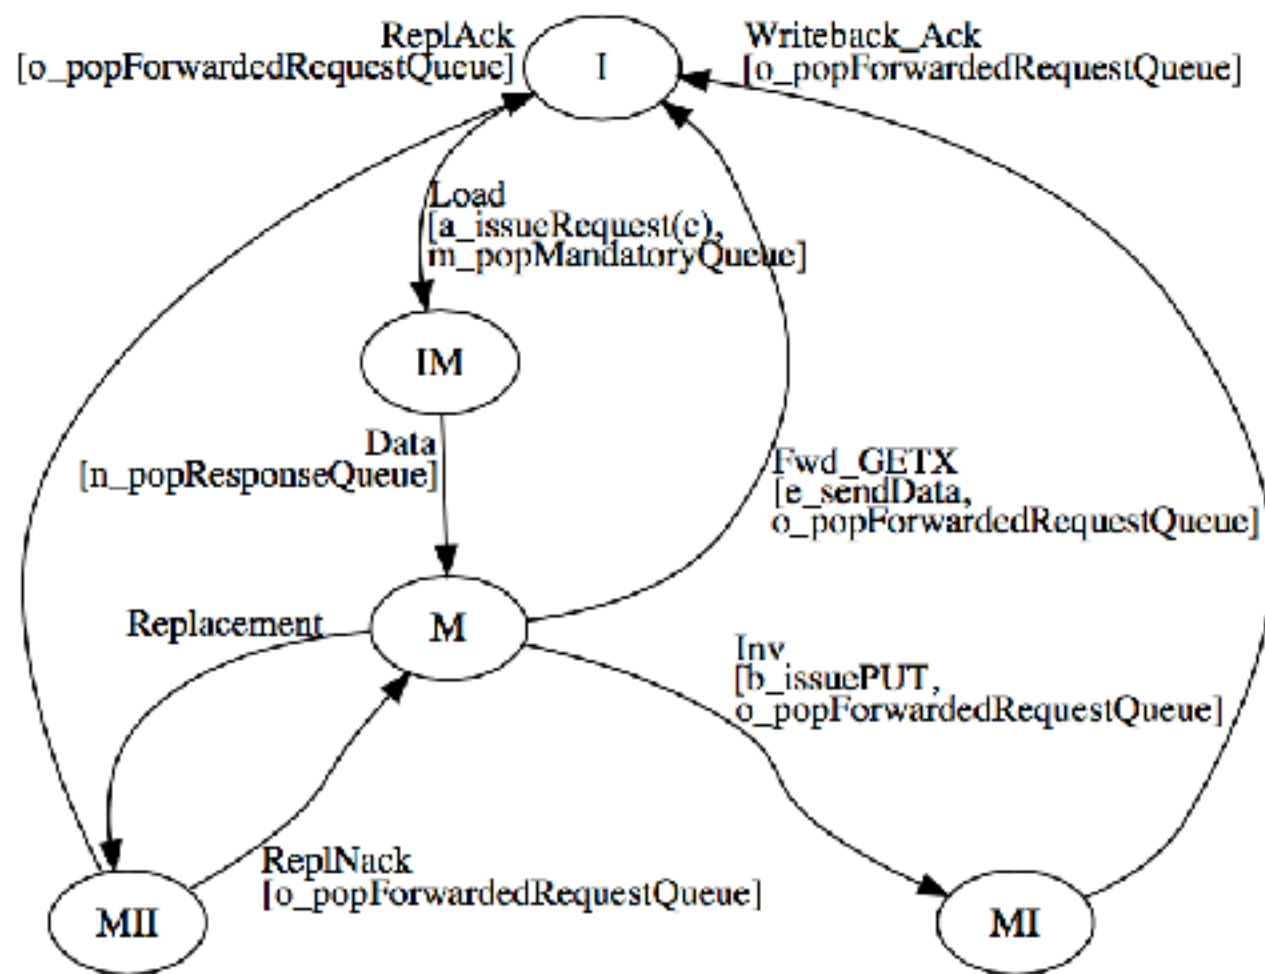 ReplAck
[o_popForwardedRequestQueue]
I
Writeback_Ack
[o_popForwardedRequestQueue]
Load
[a_issueRequest(c),
m_popMandatoryQueue]
IM
Data
[n_popResponseQueue]
Fwd_GETX
[e_sendData,
o_popForwardedRequestQueue]
Replacement
M
Inv
[b_issuePUT,
o_popForwardedRequestQueue]
ReplNack
[o_popForwardedRequestQueue]
MII
MI